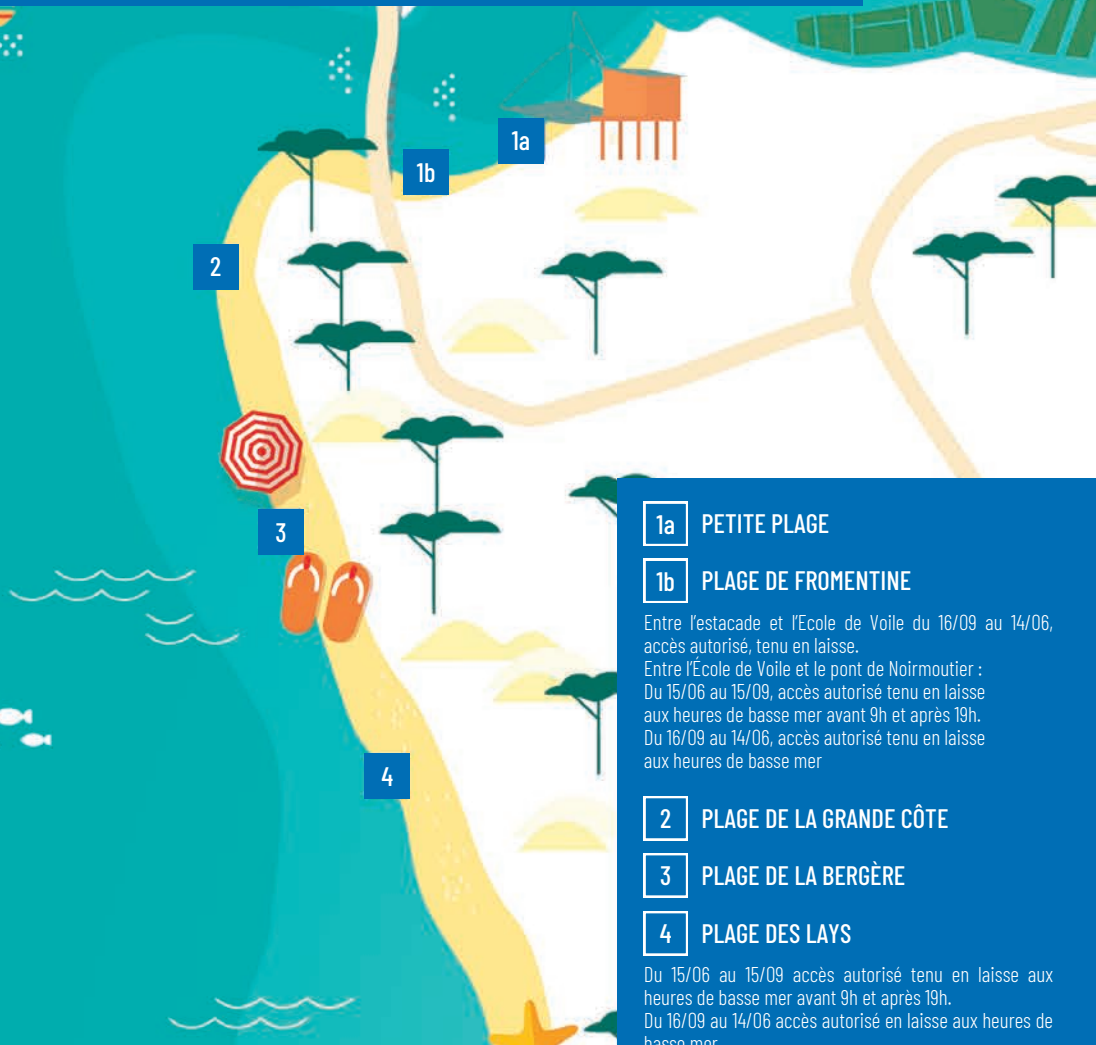 1a
1b
2
3
4
1a PETITE PLAGE
1b PLAGE DE FROMENTINE
Entre l'estacade et l'Ecole de Voile du 16/09 au 14/06,
accès autorisé, tenu en laisse.
Entre l'École de Voile et le pont de Noirmoutier :
Du 15/06 au 15/09, accès autorisé tenu en laisse
aux heures de basse mer avant 9h et après 19h.
Du 16/09 au 14/06, accès autorisé tenu en laisse
aux heures de basse mer
2 PLAGE DE LA GRANDE CÔTE
3 PLAGE DE LA BERGÈRE
4 PLAGE DES LAYS
Du 15/06 au 15/09 accès autorisé tenu en laisse aux
heures de basse mer avant 9h et après 19h.
Du 16/09 au 14/06 accès autorisé en laisse aux heures de
basse mer